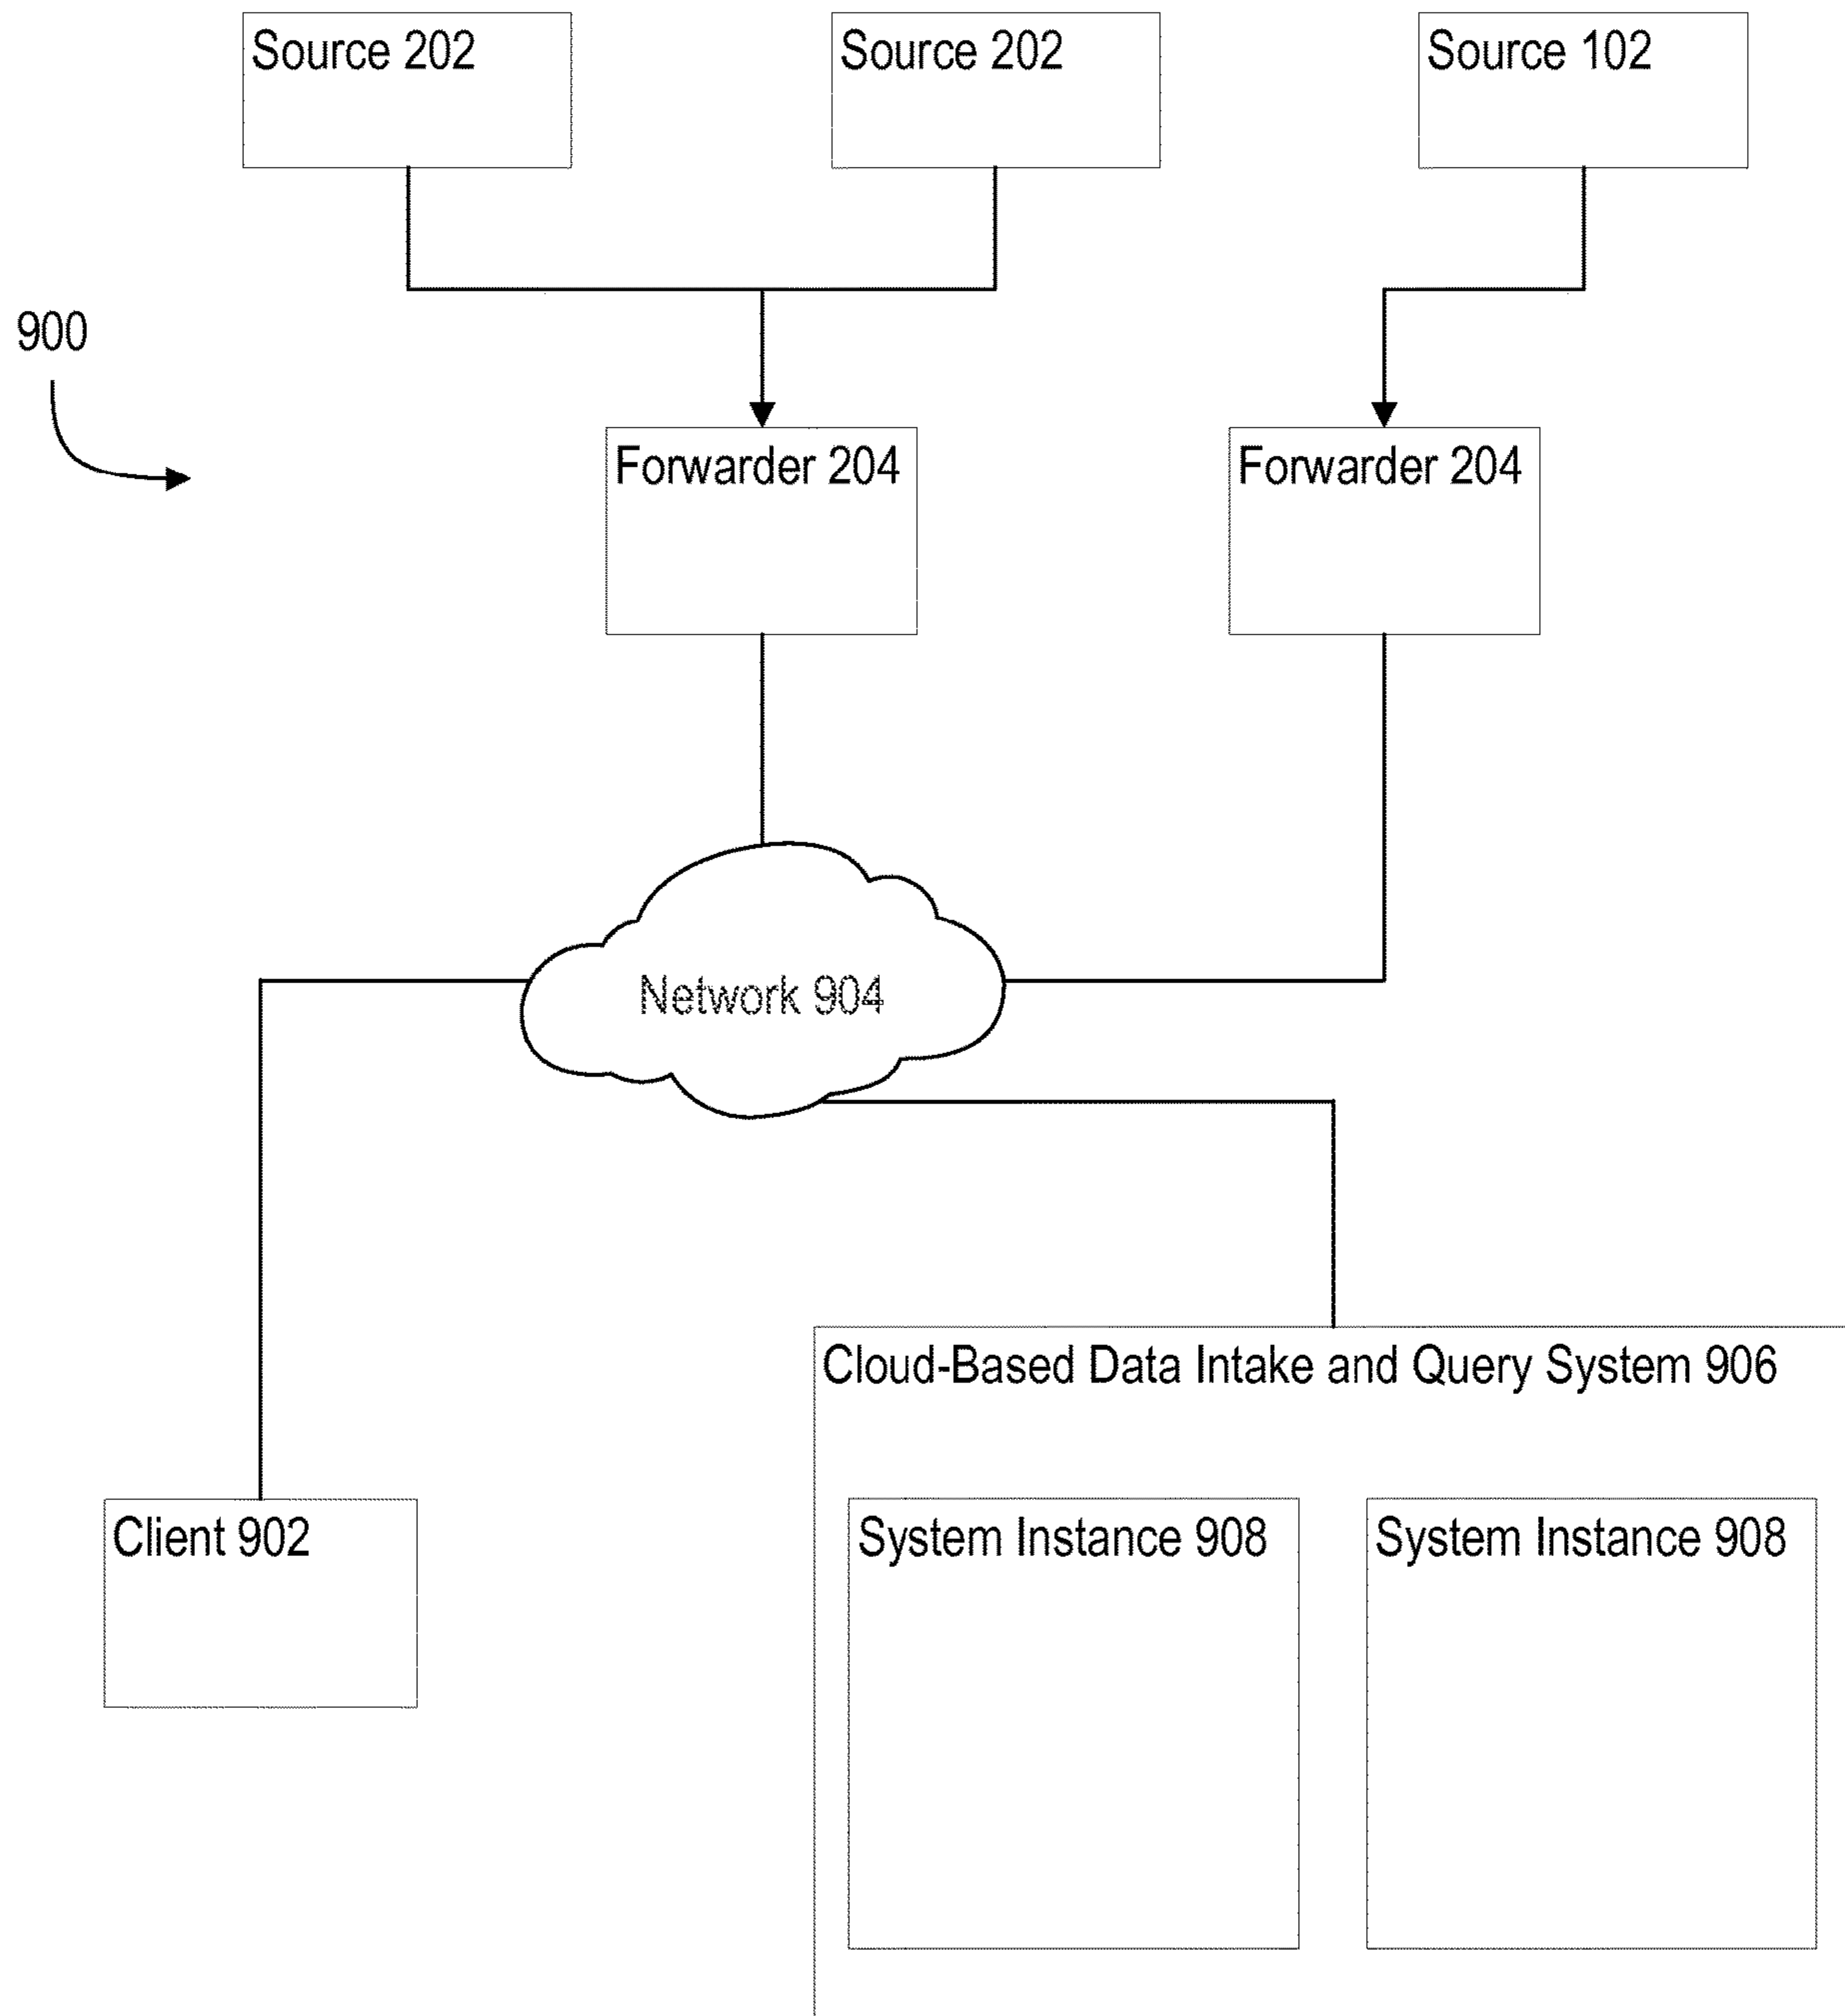 Source 202
Source 202
Source 102
900
Forwarder 204
Forwarder 204
Network 904
Cloud-Based Data Intake and Query System 906
Client 902
System Instance 908
System Instance 908